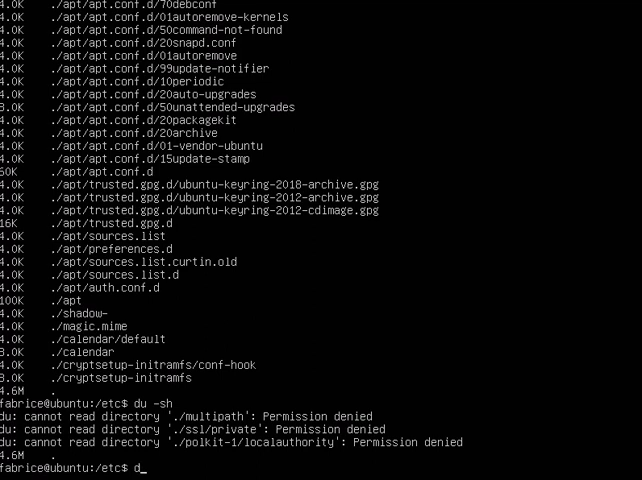 4.0K ./apt/apt.conf.d/70debconf
4.0K ./apt/apt.conf.d/01autoremove-kernels
4.0K ./apt/apt.conf.d/50command-not-found
4.0K ./apt/apt.conf.d/20snapd.conf
4.0K ./apt/apt.conf.d/01autoremove
4.0K ./apt/apt.conf.d/99update-notifier
4.0K ./apt/apt.conf.d/10periodic
4.0K ./apt/apt.conf.d/20auto-upgrades
8.0K ./apt/apt.conf.d/50unattended-upgrades
4.0K ./apt/apt.conf.d/20packagekit
4.0K ./apt/apt.conf.d/20archive
4.0K ./apt/apt.conf.d/01-vendor-ubuntu
4.0K ./apt/apt.conf.d/15update-stamp
60K ./apt/apt.conf.d
4.0K ./apt/trusted.gpg.d/ubuntu-keyring-2018-archive.gpg
4.0K ./apt/trusted.gpg.d/ubuntu-keyring-2012-archive.gpg
4.0K ./apt/trusted.gpg.d/ubuntu-keyring-2012-cdimage.gpg
16K ./apt/trusted.gpg.d
4.0K ./apt/sources.list
4.0K ./apt/preferences.d
4.0K ./apt/sources.list.curtin.old
4.0K ./apt/sources.list.d
4.0K ./apt/auth.conf.d
100K ./apt
4.0K ./shadow-
4.0K ./magic.mime
4.0K ./calendar/default
8.0K ./calendar
4.0K ./cryptsetup-initramfs/conf-hook
8.0K ./cryptsetup-initramfs
4.6M .
fabrice@ubuntu:/etc$ du -sh
du: cannot read directory './multipath': Permission denied
du: cannot read directory './ssl/private': Permission denied
du: cannot read directory './polkit-1/localauthority': Permission denied
4.6M .
fabrice@ubuntu:/etc$ d_